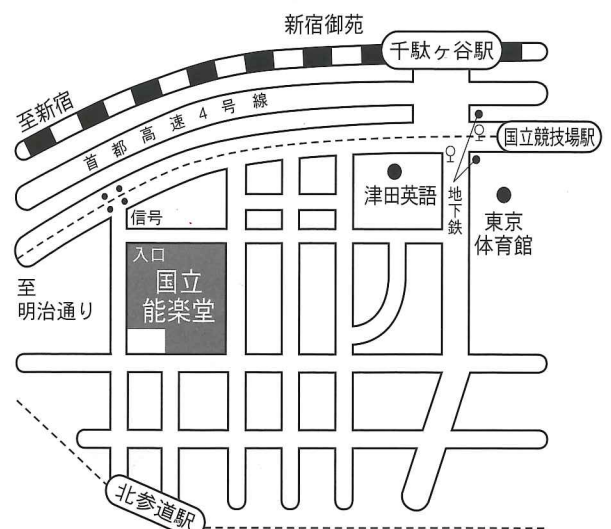 新宿御苑
千駄ヶ谷駅
至新宿
首都高速4号線
国立競技場駅
津田英語
地下鉄
東京
体育館
信号
入口
国立
能楽堂
至
明治通り
北参道駅